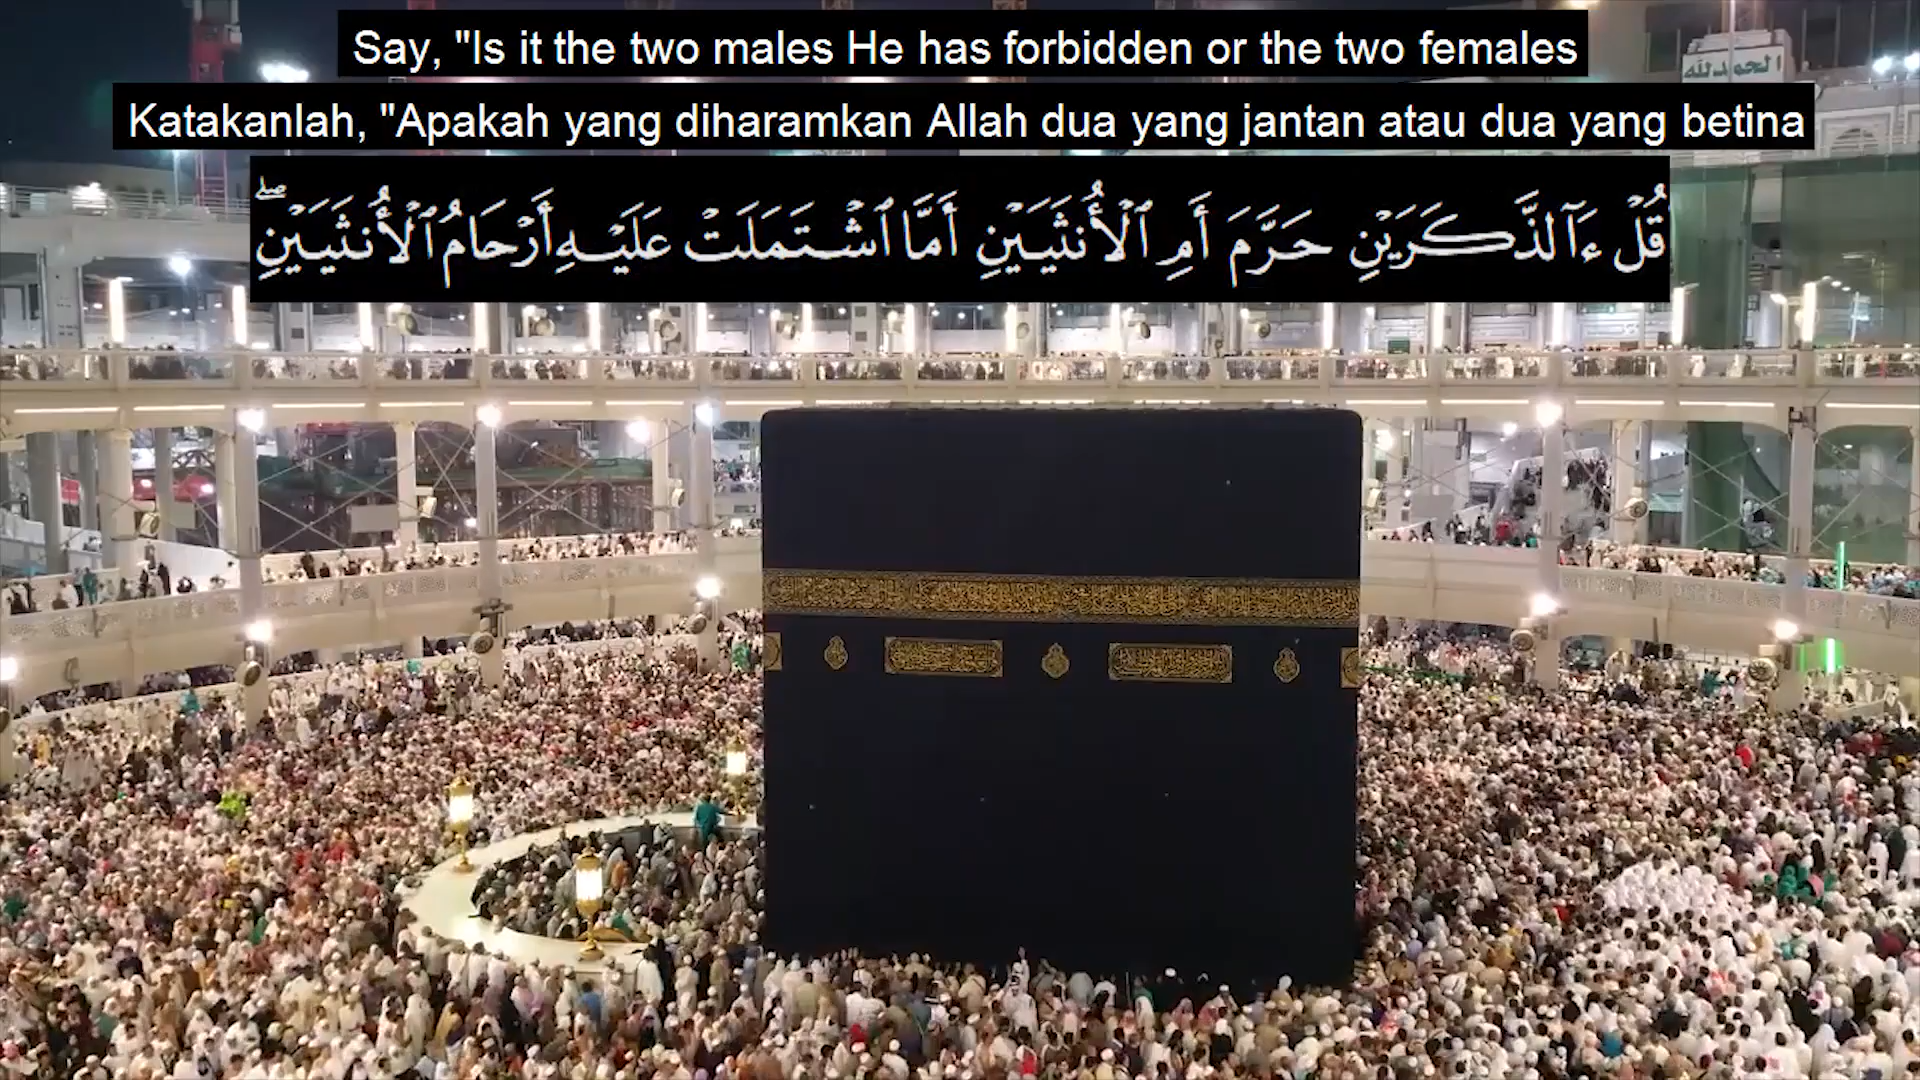 Say, "Is it the two males He has forbidden or the two females
Katakanlah, "Apakah yang diharamkan Allah dua yang jantan atau dua yang betina
قُلْ ءَآلذَّكَرَيْنِ حَرَّمَ أَمِ ٱلْأُنثَيَيْنِ أَمَّا ٱشْتَمَلَتْ عَلَيْهِ أَرْحَامُ ٱلْأُنثَيَيْنِ ۖ
الحمدلله